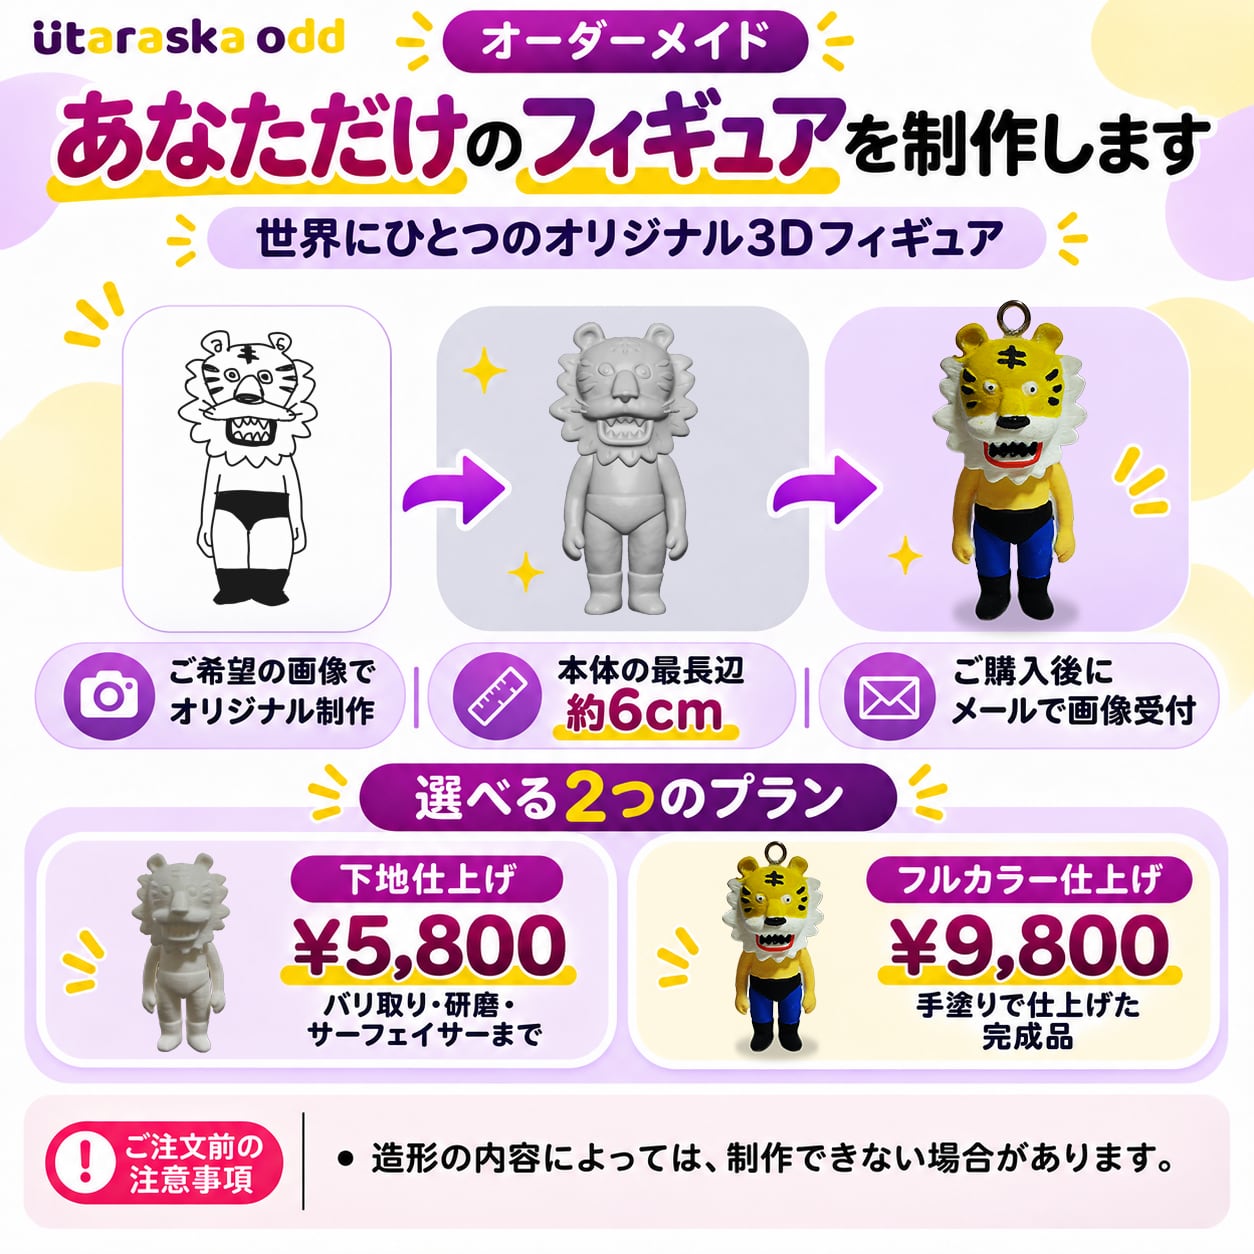 ütaraska odd
オーダーメイド
あなただけのフィギュアを制作します
世界にひとつのオリジナル3Dフィギュア
キ
キ
ご希望の画像で
オリジナル制作
本体の最長辺
約6cm
ご購入後に
メールで画像受付
選べる2つのプラン
下地仕上げ
¥5,800
バリ取り・研磨・
サーフェイサーまで
キ
フルカラー仕上げ
¥9,800
手塗りで仕上げた
完成品
!
ご注文前の
注意事項
• 造形の内容によっては、制作できない場合があります。